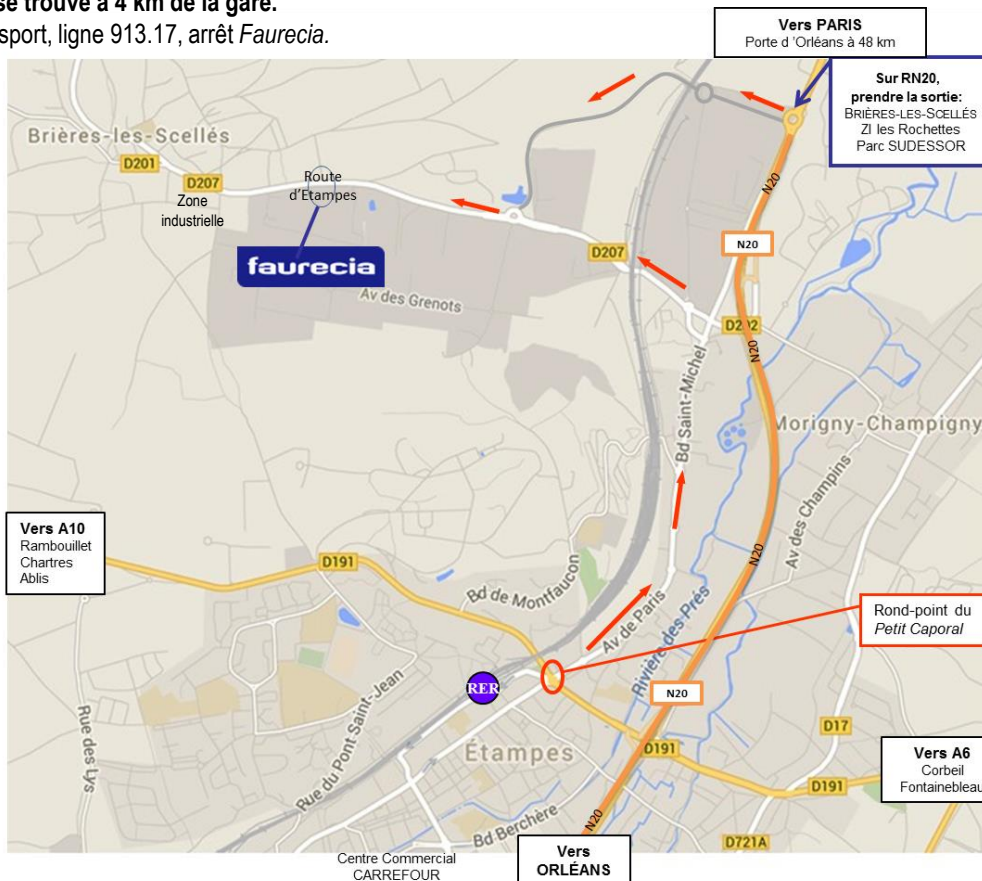 se trouve à 4 km de la gare.
sport, ligne 913.17, arrêt Faurecia.
Vers PARIS
Porte d 'Orléans à 48 km
Sur RN20,
prendre la sortie:
BRIÈRES-LES-SCELLÉS
ZI les Rochettes
Parc SUDESSOR
Brières-les-Scellés
D201
D207
Zone
industrielle
Route
d'Etampes
faurecia
Av des Grenots
N20
N20
D207
D202
N20
Bd Saint-Michel
Morigny-Champigny
Av des Champins
Vers A10
Rambouillet
Chartres
Ablis
D191
Bd de Montfaucon
N20
Av de Paris
Rivière des Prés
Rond-point du
Petit Caporal
RER
N20
Rue des Lys
Rue du Pont Saint-Jean
Étampes
D17
D191
Vers A6
Corbeil
Fontainebleau
D191
N20
Bd Berchère
D721A
Centre Commercial
CARREFOUR
Vers
ORLÉANS